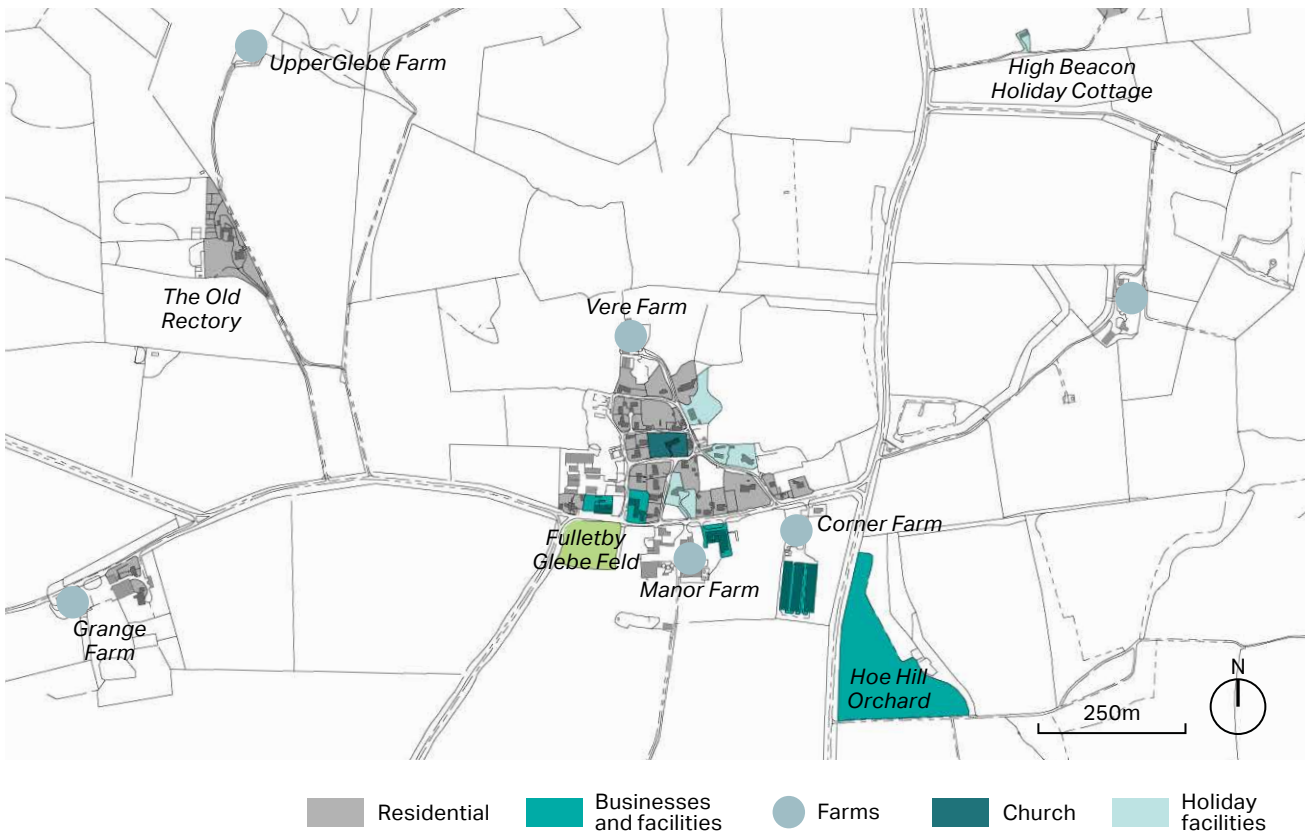 UpperGlebe Farm
High Beacon
Holiday Cottage
The Old
Rectory
Vere Farm
Corner Farm
Fulletby
Glebe Feld
Manor Farm
Grange
Farm
Hoe Hill
Orchard
N
250m
Residential
Businesses
and facilities
Farms
Church
Holiday
facilities